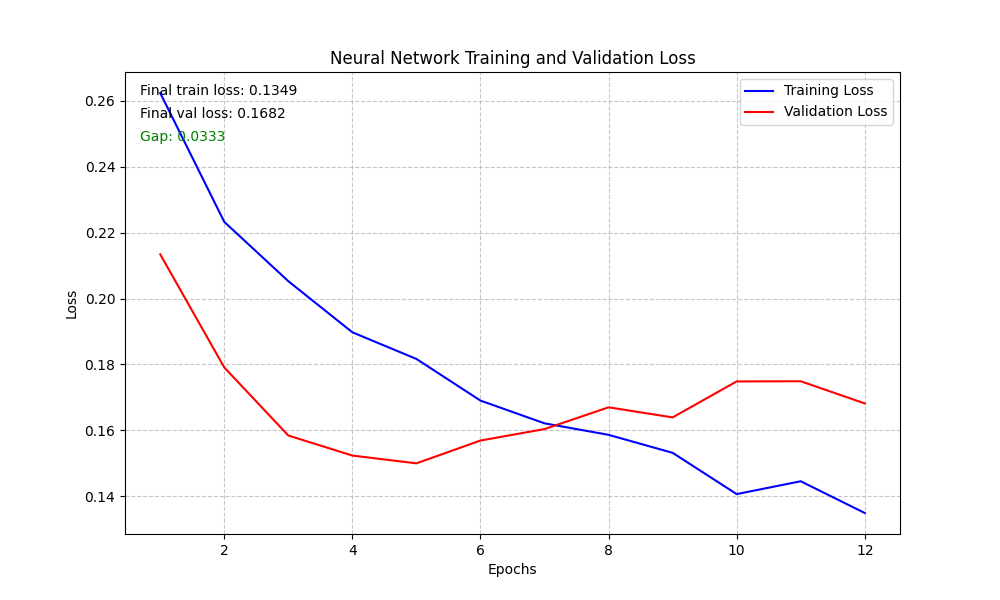 Neural Network Training and Validation Loss
Final train loss: 0.1349
Final val loss: 0.1682
Gap: 0.0333
Training Loss
Validation Loss
Loss
0.26
0.24
0.22
0.20
0.18
0.16
0.14
2 4 6 8 10 12
Epochs